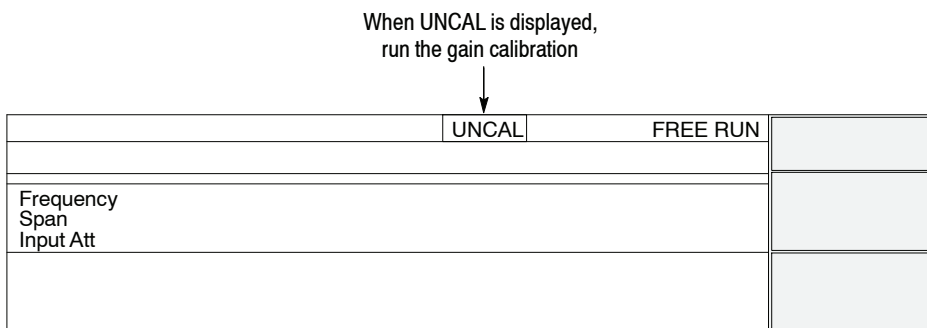 When UNCAL is displayed,
run the gain calibration
UNCAL FREE RUN
Frequency
Span
Input Att